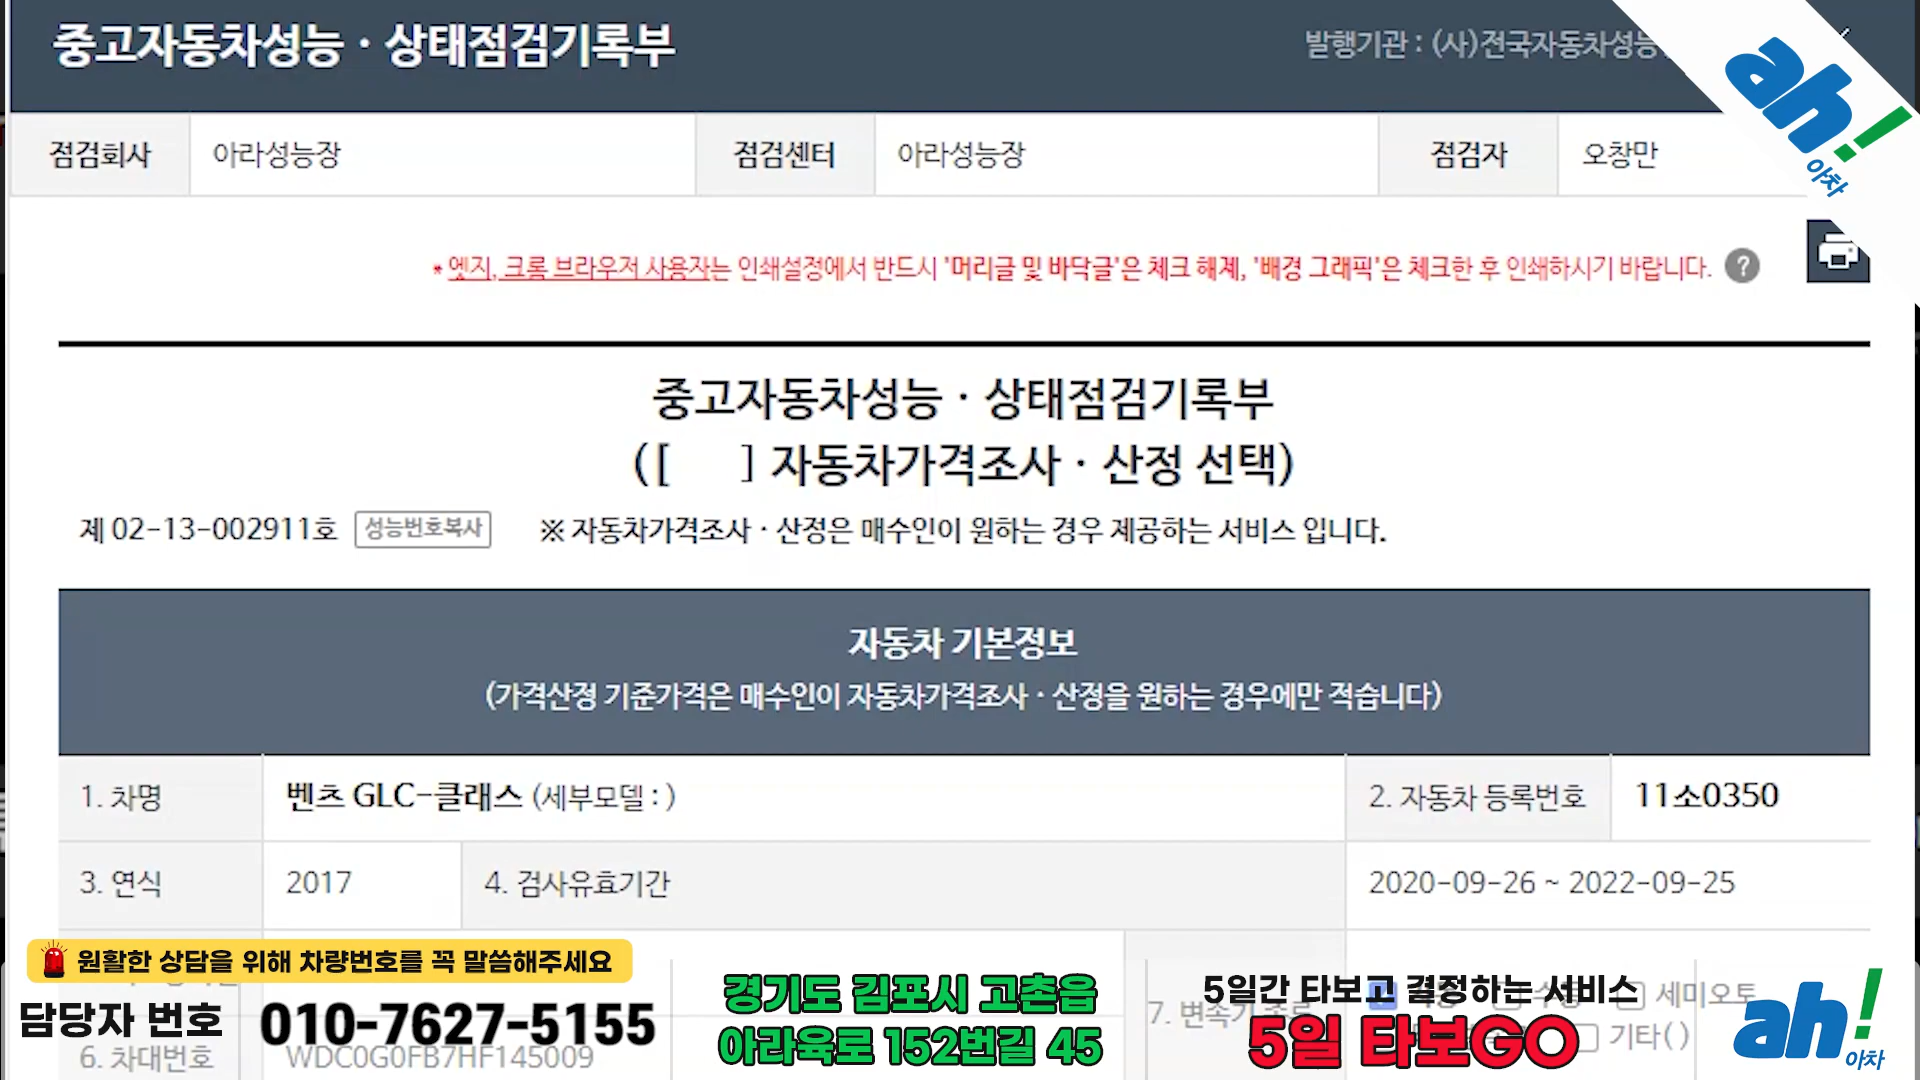 중고자동차성능 · 상태점검기록부
발행기관 : (사)전국자동차성능
ah!
아차
점검회사 아라성능장 점검센터 아라성능장 점검자 오창만
* 엣지, 크롬 브라우저 사용자는 인쇄설정에서 반드시 '머리글 및 바닥글'은 체크 해제, '배경 그래픽'은 체크한 후 인쇄하시기 바랍니다. ?
중고자동차성능 · 상태점검기록부
([ ] 자동차가격조사 · 산정 선택)
제 02-13-002911호 성능번호복사 ※ 자동차가격조사 · 산정은 매수인이 원하는 경우 제공하는 서비스 입니다.
자동차 기본정보
(가격산정 기준가격은 매수인이 자동차가격조사 · 산정을 원하는 경우에만 적습니다)
1. 차명 벤츠 GLC-클래스 (세부모델 : ) 2. 자동차 등록번호 11소0350
3. 연식 2017 4. 검사유효기간 2020-09-26 ~ 2022-09-25
원활한 상담을 위해 차량번호를 꼭 말씀해주세요
담당자 번호 010-7627-5155
6. 차대번호 WDC0G0FB7HF145009
경기도 김포시 고촌읍
아라육로 152번길 45
7. 변속기 종류
세미오토
기타( )
5일간 타보고 결정하는 서비스
5일 타보GO
ah!
아차